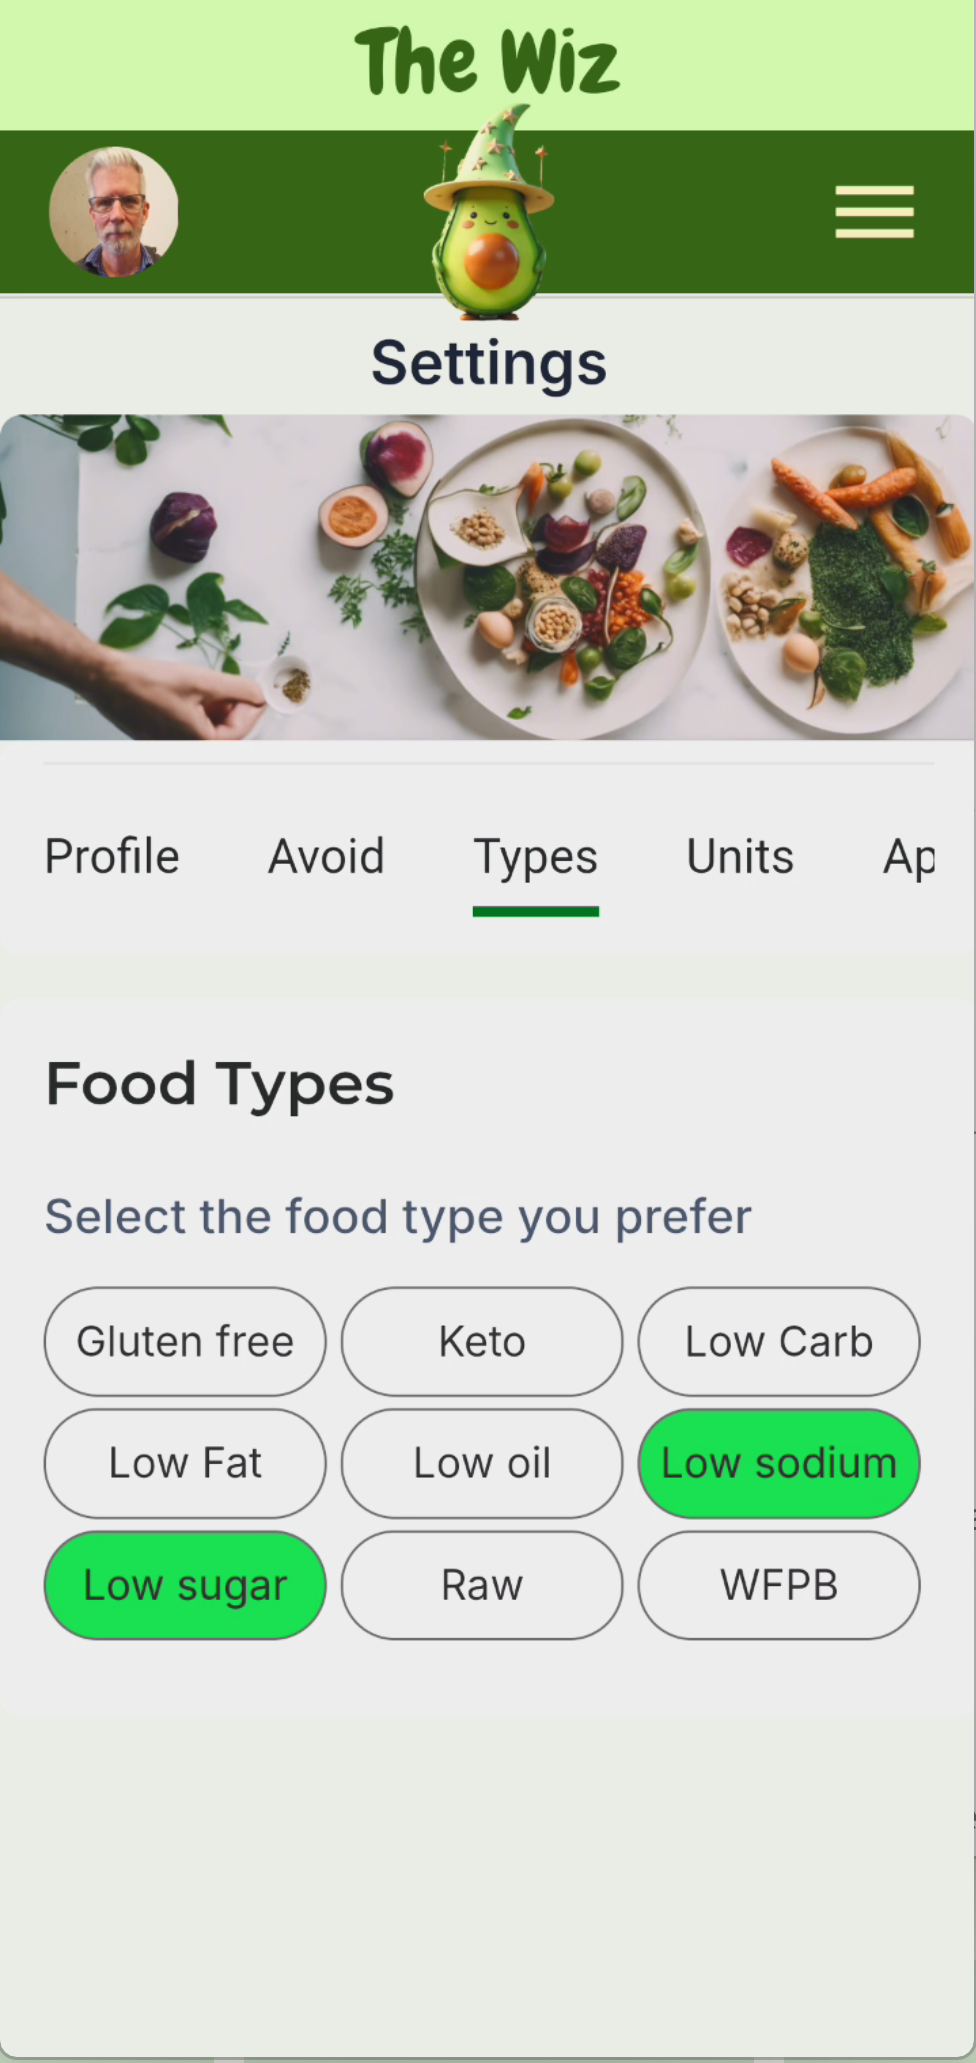 The Wiz
Settings
Profile Avoid Types Units Ap
Food Types
Select the food type you prefer
Gluten free Keto Low Carb
Low Fat Low oil Low sodium
Low sugar Raw WFPB